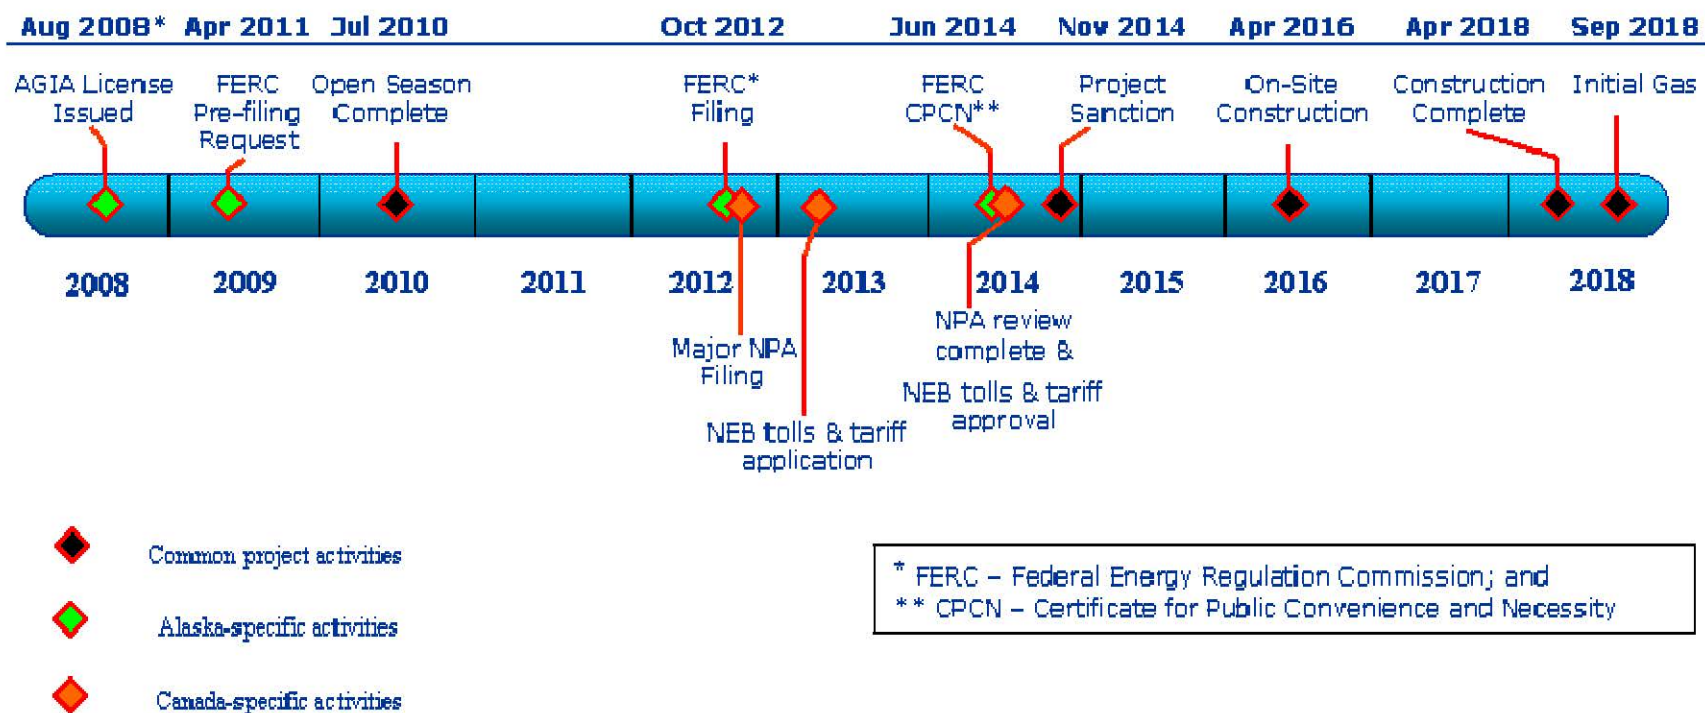 Aug 2008* Apr 2011 Jul 2010 Oct 2012 Jun 2014 Nov 2014 Apr 2016 Apr 2018 Sep 2018
AGIA License
Issued
FERC
Pre-filing
Request
Open Season
Complete
FERC*
Filing
FERC
CPCN**
Project
Sanction
On-Site
Construction
Construction
Complete
Initial Gas
2008 2009 2010 2011 2012 2013 2014 2015 2016 2017 2018
Major NPA
Filing
NEB tolls & tariff
application
NPA review
complete &
NEB tolls & tariff
approval
Common project activities
Alaska-specific activities
Canada-specific activities
* FERC – Federal Energy Regulation Commission; and
** CPCN – Certificate for Public Convenience and Necessity